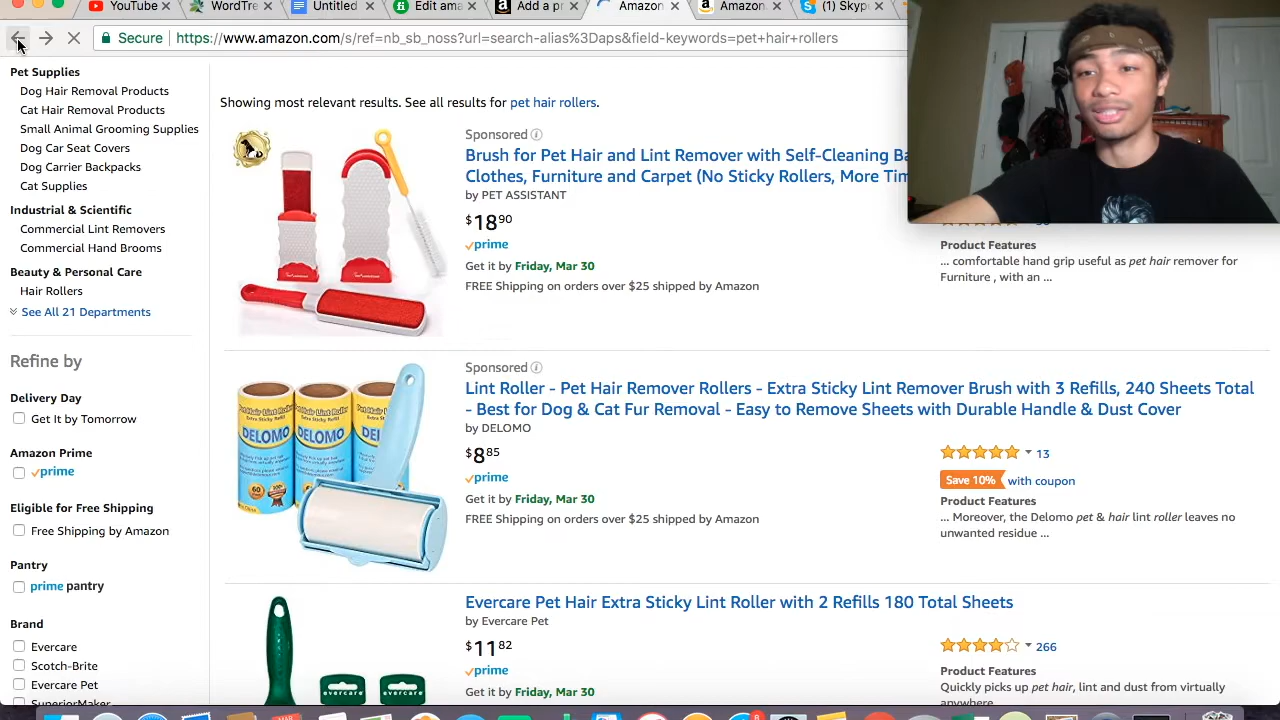 YouTube
WordTre
Untitled
Edit ama
Add a p
Amazon
Amazon.
(1) Skyp
Secure
https://www.amazon.com/s/ref=nb_sb_noss?url=search-alias%3Daps&field-keywords=pet+hair+rollers
Pet Supplies
Dog Hair Removal Products
Cat Hair Removal Products
Small Animal Grooming Supplies
Dog Car Seat Covers
Dog Carrier Backpacks
Cat Supplies
Industrial & Scientific
Commercial Lint Removers
Commercial Hand Brooms
Beauty & Personal Care
Hair Rollers
See All 21 Departments
Refine by
Delivery Day
Get It by Tomorrow
Amazon Prime
prime
Eligible for Free Shipping
Free Shipping by Amazon
Pantry
prime pantry
Brand
Evercare
Scotch-Brite
Evercare Pet
SuperiorMaker
Showing most relevant results. See all results for pet hair rollers.
Sponsored
Brush for Pet Hair and Lint Remover with Self-Cleaning Ba
Clothes, Furniture and Carpet (No Sticky Rollers, More Tim
by PET ASSISTANT
$18 90
prime
Get it by Friday, Mar 30
FREE Shipping on orders over $25 shipped by Amazon
Product Features
... comfortable hand grip useful as pet hair remover for
Furniture , with an ...
Sponsored
Lint Roller - Pet Hair Remover Rollers - Extra Sticky Lint Remover Brush with 3 Refills, 240 Sheets Total
- Best for Dog & Cat Fur Removal - Easy to Remove Sheets with Durable Handle & Dust Cover
by DELOMO
$8 85
prime
Get it by Friday, Mar 30
FREE Shipping on orders over $25 shipped by Amazon
13
Save 10% with coupon
Product Features
... Moreover, the Delomo pet & hair lint roller leaves no
unwanted residue ...
DELOMO
DELOMO
DEL
60
Evercare Pet Hair Extra Sticky Lint Roller with 2 Refills 180 Total Sheets
by Evercare Pet
$11 82
prime
Get it by Friday, Mar 30
266
Product Features
Quickly picks up pet hair, lint and dust from virtually
anywhere
evercare
evercare